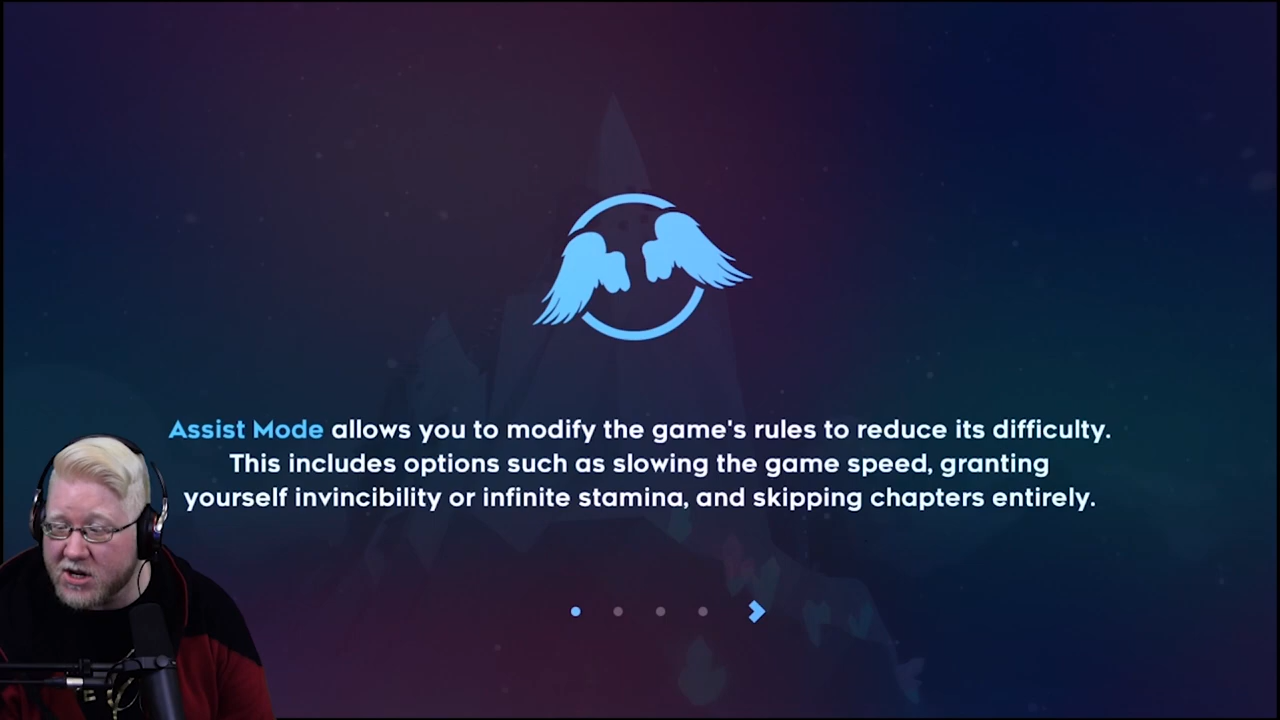 Assist Mode allows you to modify the game's rules to reduce its difficulty.
This includes options such as slowing the game speed, granting
yourself invincibility or infinite stamina, and skipping chapters entirely.